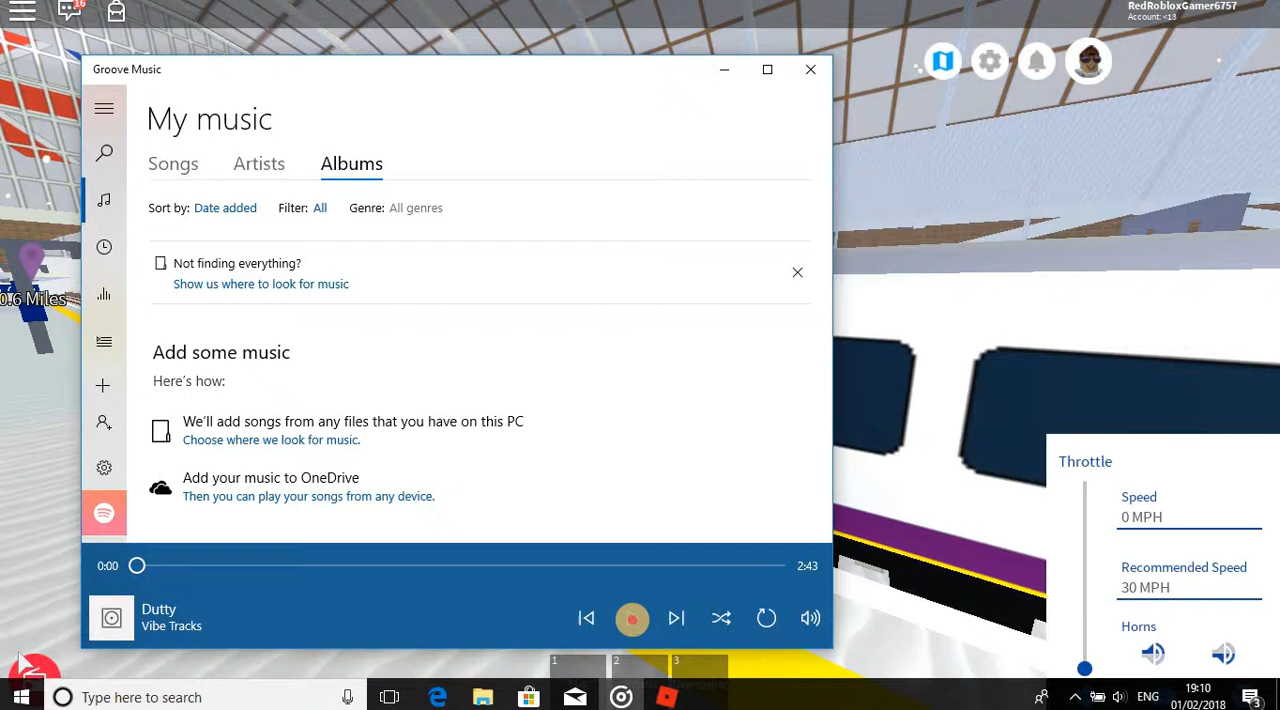 16
RedRobloxGamer6757
Account: <13
Groove Music
My music
Songs Artists Albums
Sort by: Date added Filter: All Genre: All genres
Not finding everything?
Show us where to look for music
0.6 Miles
Add some music
Here's how:
We'll add songs from any files that you have on this PC
Choose where we look for music.
Add your music to OneDrive
Then you can play your songs from any device.
0:00 2:43
Dutty
Vibe Tracks
Throttle
Speed
0 MPH
Recommended Speed
30 MPH
Horns
1 2 3
Type here to search
ENG
19:10
01/02/2018
3